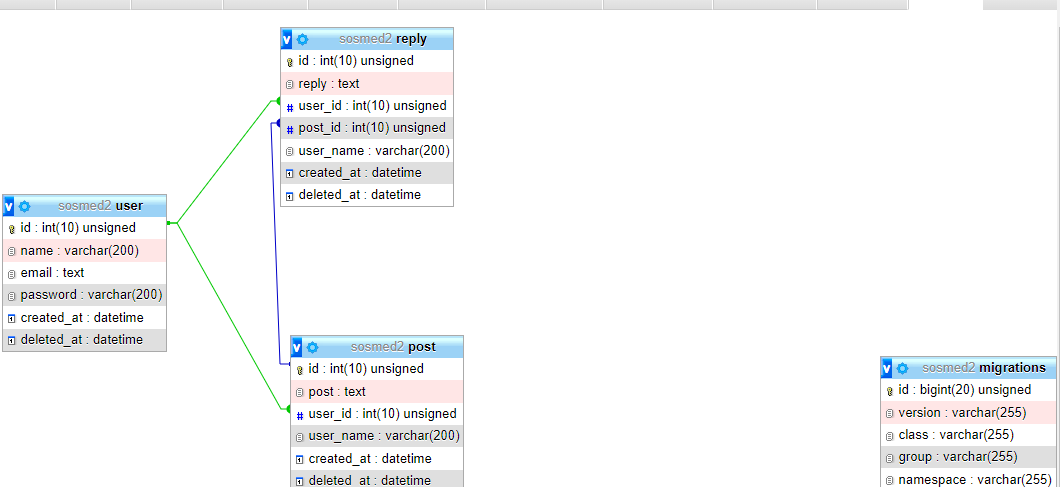 sosmed2 reply
id : int(10) unsigned
reply : text
user_id : int(10) unsigned
post_id : int(10) unsigned
user_name : varchar(200)
created_at : datetime
deleted_at : datetime
sosmed2 user
id : int(10) unsigned
name : varchar(200)
email : text
password : varchar(200)
created_at : datetime
deleted_at : datetime
sosmed2 post
id : int(10) unsigned
post : text
user_id : int(10) unsigned
user_name : varchar(200)
created_at : datetime
deleted_at : datetime
sosmed2 migrations
id : bigint(20) unsigned
version : varchar(255)
class : varchar(255)
group : varchar(255)
namespace : varchar(255)